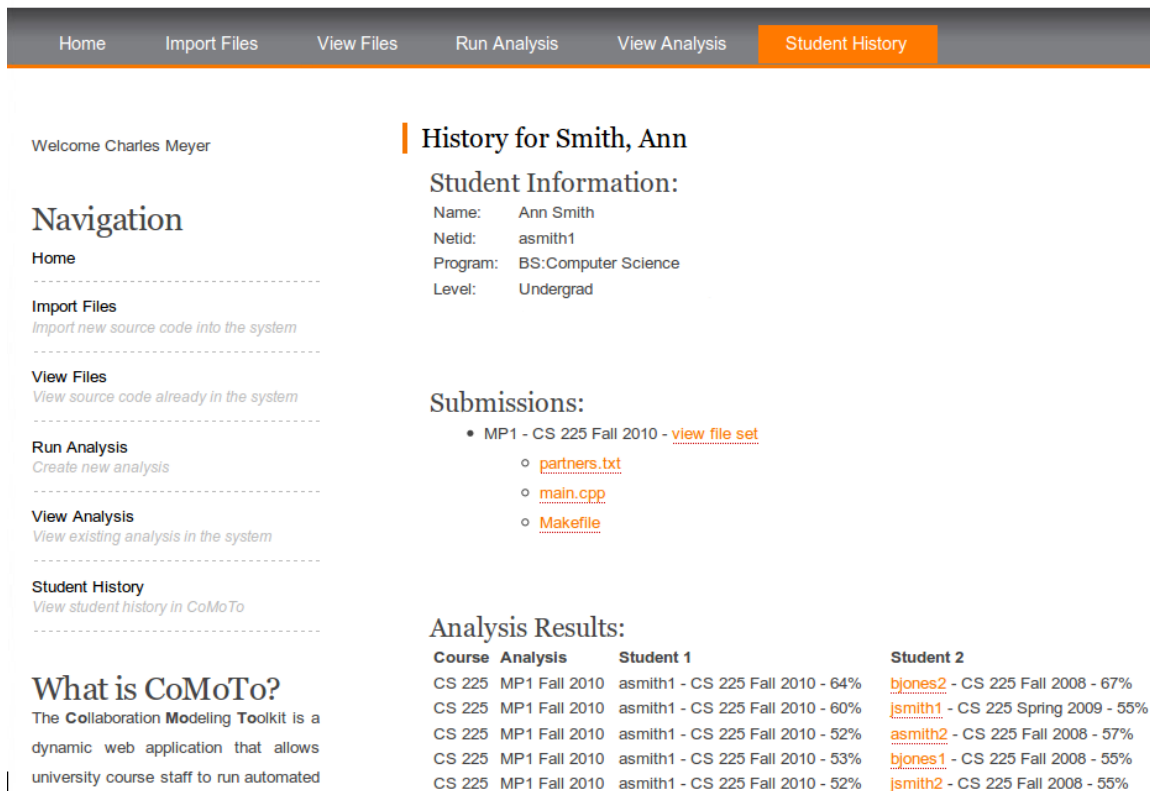 Home Import Files View Files Run Analysis View Analysis Student History
Welcome Charles Meyer
Navigation
Home
Import Files
Import new source code into the system
View Files
View source code already in the system
Run Analysis
Create new analysis
View Analysis
View existing analysis in the system
Student History
View student history in CoMoTo
What is CoMoTo?
The Collaboration Modeling Toolkit is a
dynamic web application that allows
university course staff to run automated
History for Smith, Ann
Student Information:
Name: Ann Smith
Netid: asmith1
Program: BS:Computer Science
Level: Undergrad
Submissions:
• MP1 - CS 225 Fall 2010 - view file set
○ partners.txt
○ main.cpp
○ Makefile
Analysis Results:
Course Analysis Student 1 Student 2
CS 225 MP1 Fall 2010 asmith1 - CS 225 Fall 2010 - 64% bjones2 - CS 225 Fall 2008 - 67%
CS 225 MP1 Fall 2010 asmith1 - CS 225 Fall 2010 - 60% jsmith1 - CS 225 Spring 2009 - 55%
CS 225 MP1 Fall 2010 asmith1 - CS 225 Fall 2010 - 52% asmith2 - CS 225 Fall 2008 - 57%
CS 225 MP1 Fall 2010 asmith1 - CS 225 Fall 2010 - 53% bjones1 - CS 225 Fall 2008 - 55%
CS 225 MP1 Fall 2010 asmith1 - CS 225 Fall 2010 - 52% jsmith2 - CS 225 Fall 2008 - 55%